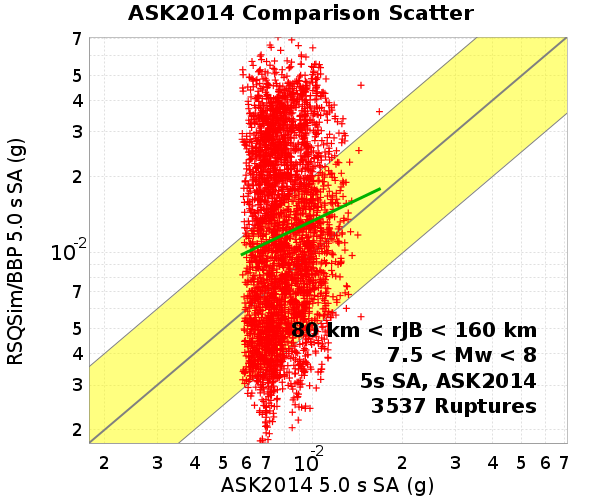 ASK2014 Comparison Scatter
7
5
4
3
2
10-2
7
5
4
3
2
RSQSim/BBP 5.0 s SA (g)
80 km < rJB < 160 km
7.5 < Mw < 8
5s SA, ASK2014
3537 Ruptures
2 3 4 5 6 7 10-2 2 3 4 5 6 7
ASK2014 5.0 s SA (g)